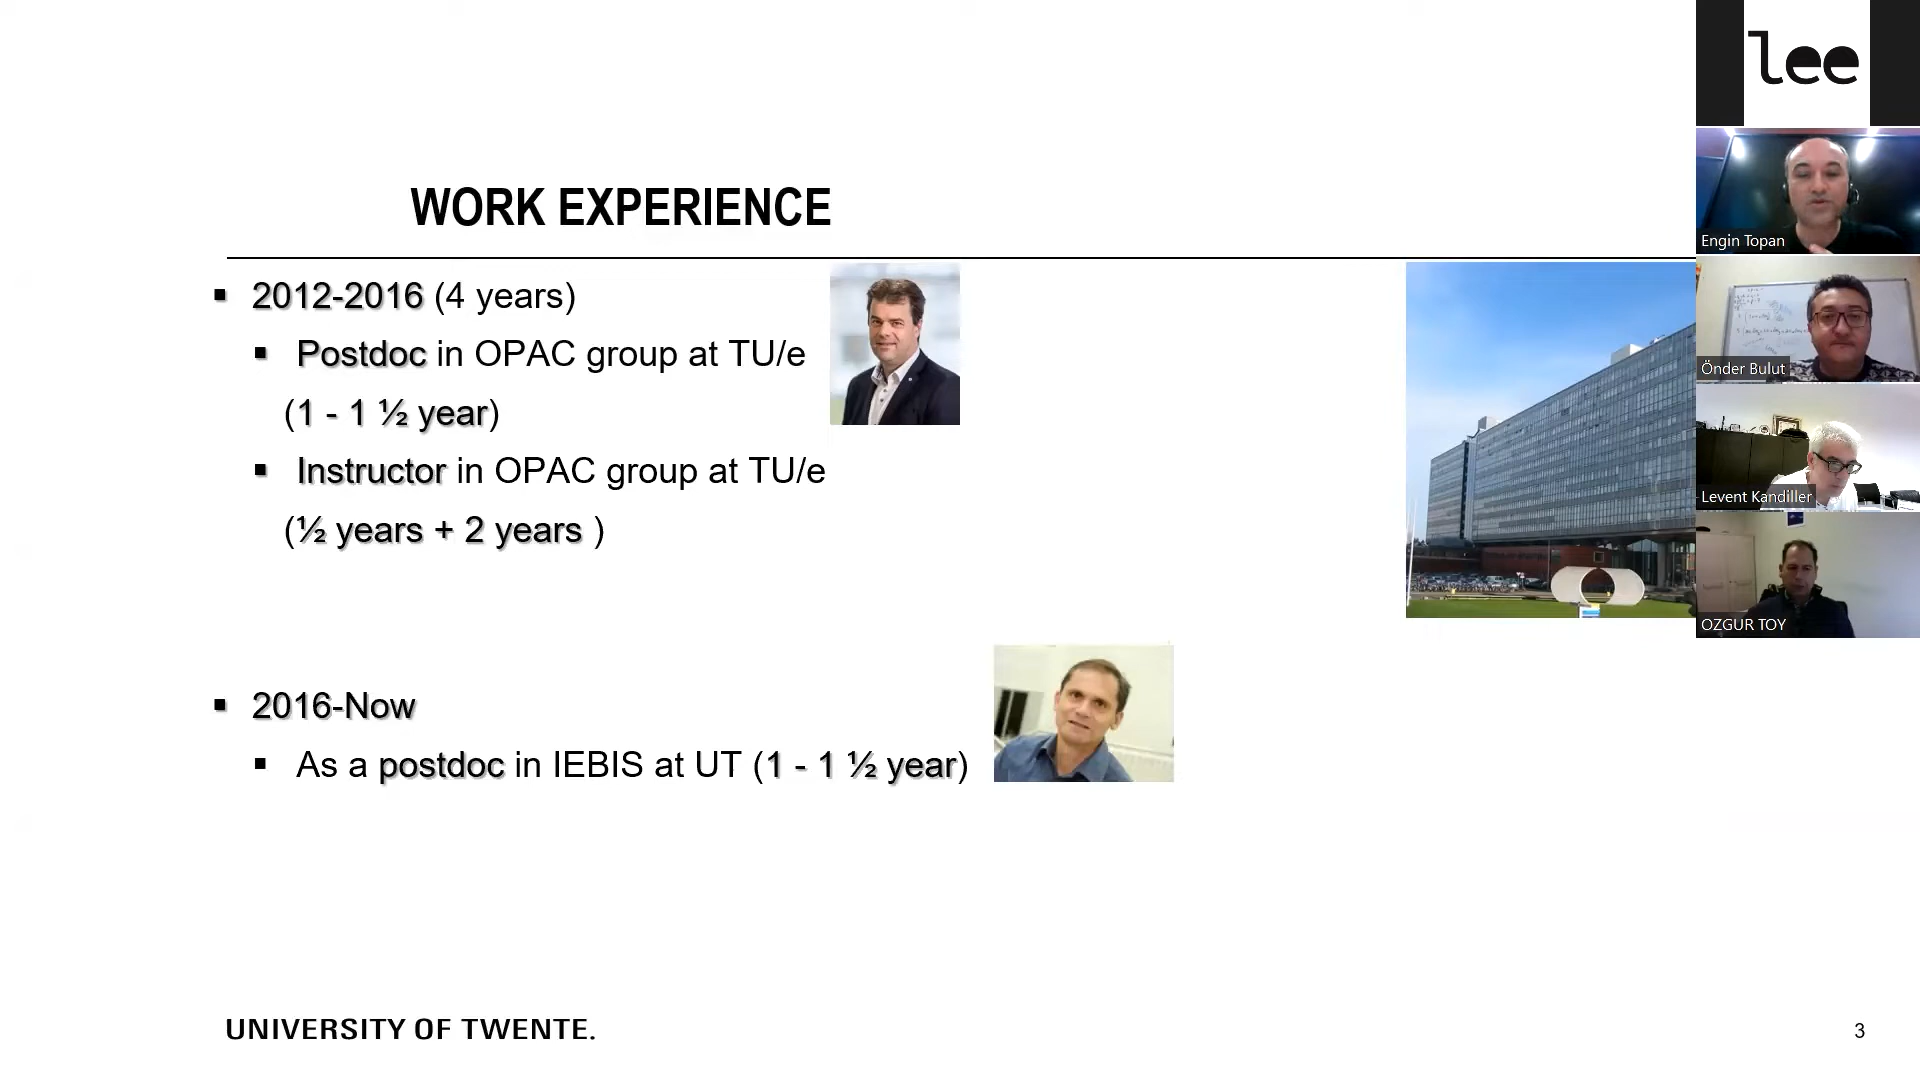 WORK EXPERIENCE
▪ 2012-2016 (4 years)
▪ Postdoc in OPAC group at TU/e
(1 - 1 ½ year)
▪ Instructor in OPAC group at TU/e
(½ years + 2 years )
▪ 2016-Now
▪ As a postdoc in IEBIS at UT (1 - 1 ½ year)
UNIVERSITY OF TWENTE.
3
lee
Engin Topan
Önder Bulut
Levent Kandiller
OZGUR TOY